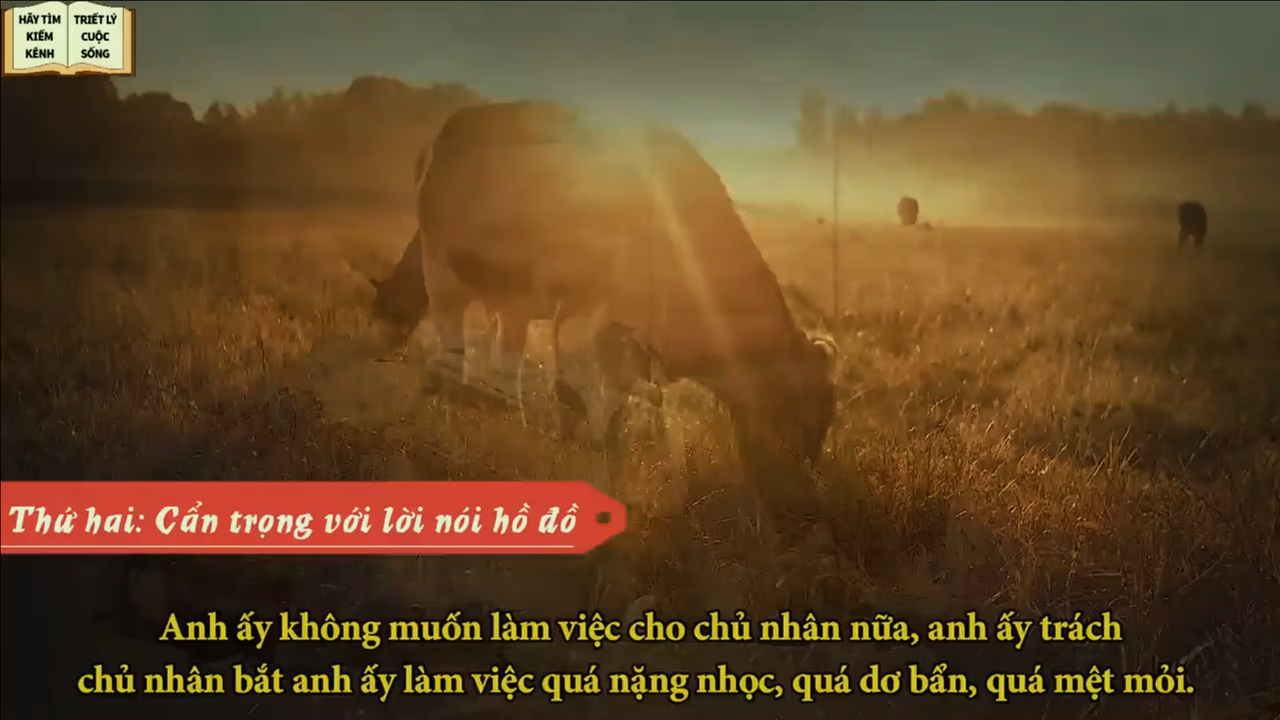 HÃY TÌM
KIẾM
KÊNH
TRIẾT LÝ
CUỘC
SỐNG
Thứ hai: Cẩn trọng với lời nói hồ đồ
Anh ấy không muốn làm việc cho chủ nhân nữa, anh ấy trách
chủ nhân bắt anh ấy làm việc quá nặng nhọc, quá dơ bẩn, quá mệt mỏi.